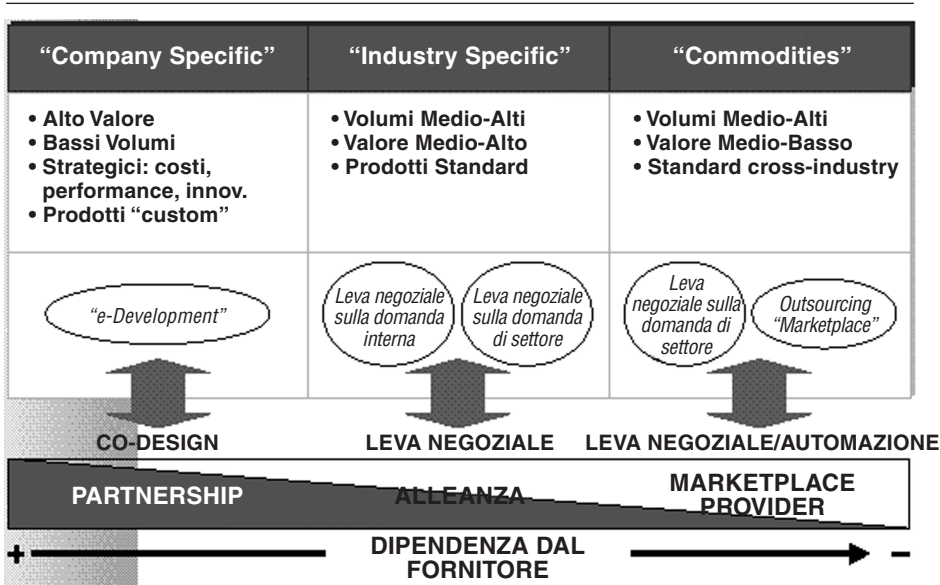 “Company Specific”
“Industry Specific”
“Commodities”
• Alto Valore
• Bassi Volumi
• Strategici: costi,
performance, innov.
• Prodotti “custom”
• Volumi Medio-Alti
• Valore Medio-Alto
• Prodotti Standard
• Volumi Medio-Alti
• Valore Medio-Basso
• Standard cross-industry
“e-Development”
Leva negoziale
sulla domanda
interna
Leva negoziale
sulla domanda
di settore
Leva
negoziale sulla
domanda di
settore
Outsourcing
“Marketplace”
CO-DESIGN
LEVA NEGOZIALE
LEVA NEGOZIALE/AUTOMAZIONE
PARTNERSHIP
ALLEANZA
MARKETPLACE
PROVIDER
+
DIPENDENZA DAL
FORNITORE
–